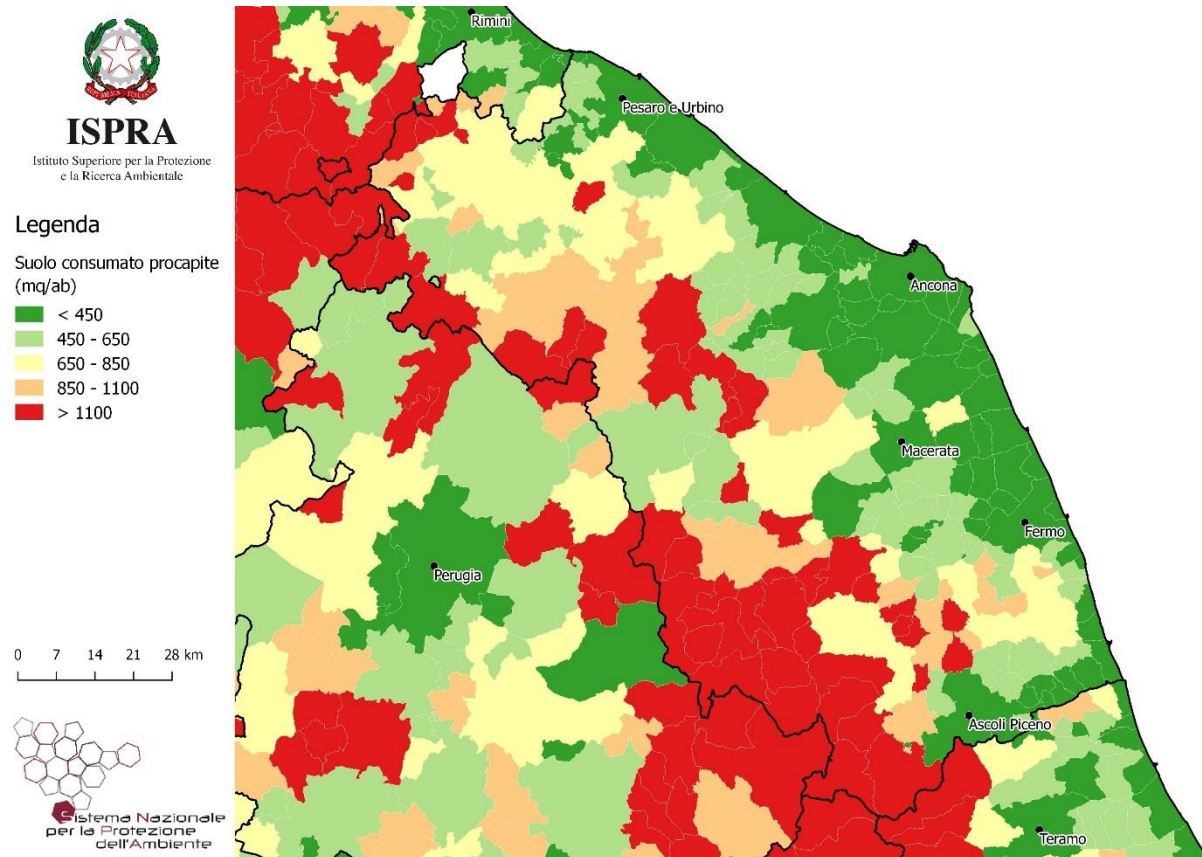 ISPRA
Istituto Superiore per la Protezione
e la Ricerca Ambientale
Legenda
Suolo consumato procapite
(mq/ab)
< 450
450 - 650
650 - 850
850 - 1100
> 1100
0 7 14 21 28 km
Sistema Nazionale
per la Protezione
dell'Ambiente
Rimini
Pesaro e Urbino
Ancona
Macerata
Fermo
Perugia
Ascoli Piceno
Teramo